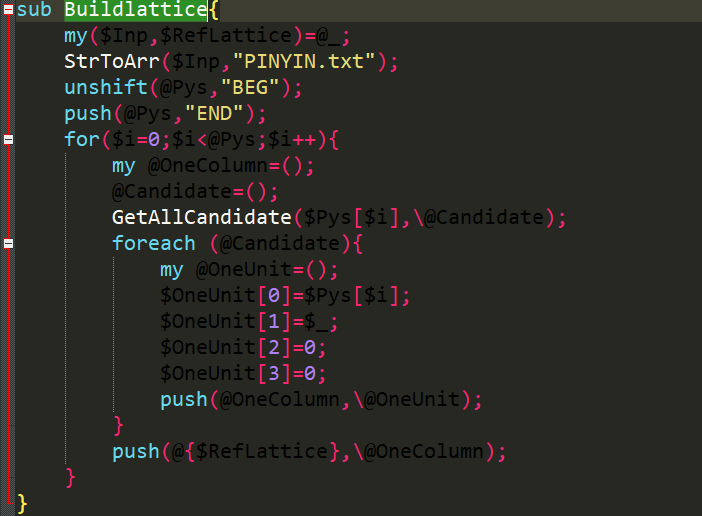 sub Buildlattice{
    my($Inp,$RefLattice)=@_;
    StrToArr($Inp,"PINYIN.txt");
    unshift(@Pys,"BEG");
    push(@Pys,"END");
    for($i=0;$i<@Pys;$i++){
        my @OneColumn=();
        @Candidate=();
        GetAllCandidate($Pys[$i],\@Candidate);
        foreach (@Candidate){
            my @OneUnit=();
            $OneUnit[0]=$Pys[$i];
            $OneUnit[1]=$_;
            $OneUnit[2]=0;
            $OneUnit[3]=0;
            push(@OneColumn,\@OneUnit);
        }
        push(@{$RefLattice},\@OneColumn);
    }
}